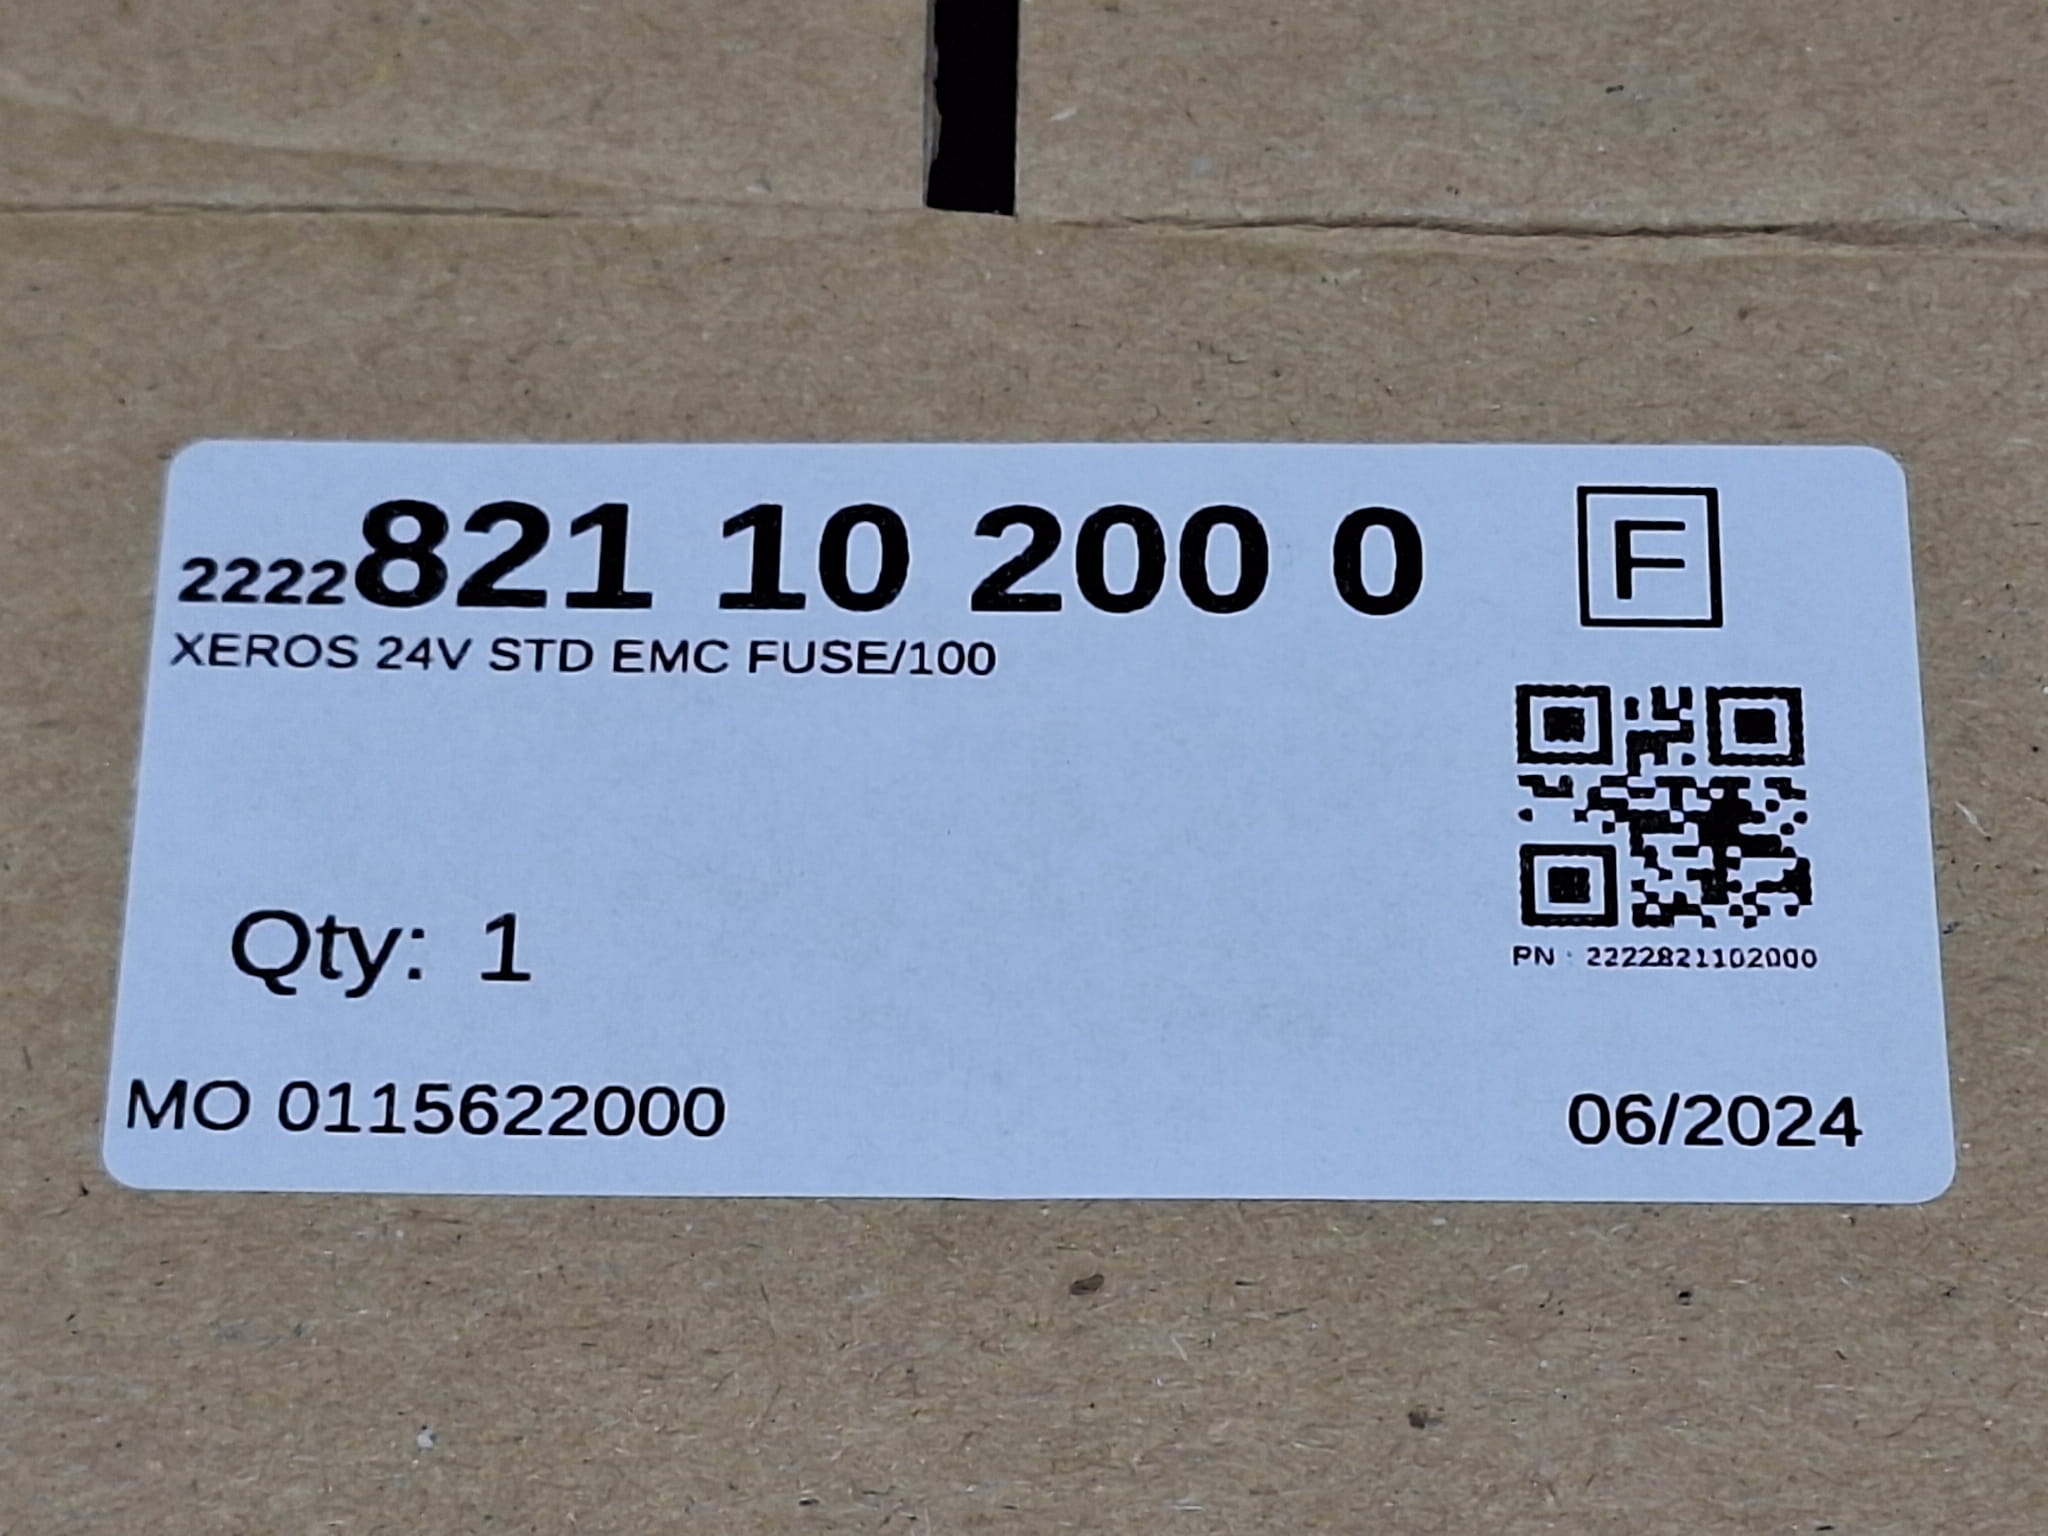 2222821 10 200 0 F
XEROS 24V STD EMC FUSE/100
PN : 2222821102000
Qty: 1
MO 0115622000
06/2024